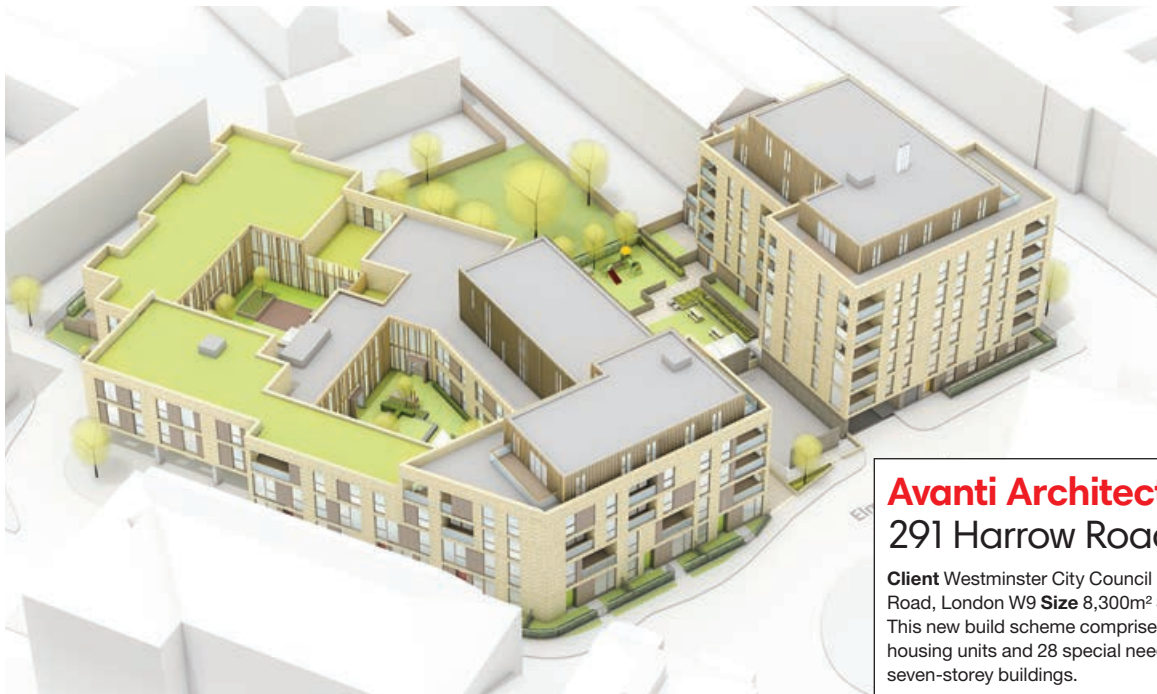 Avanti Architect
291 Harrow Road
Client Westminster City Council
Road, London W9 Size 8,300m²
This new build scheme comprise
housing units and 28 special nee
seven-storey buildings.